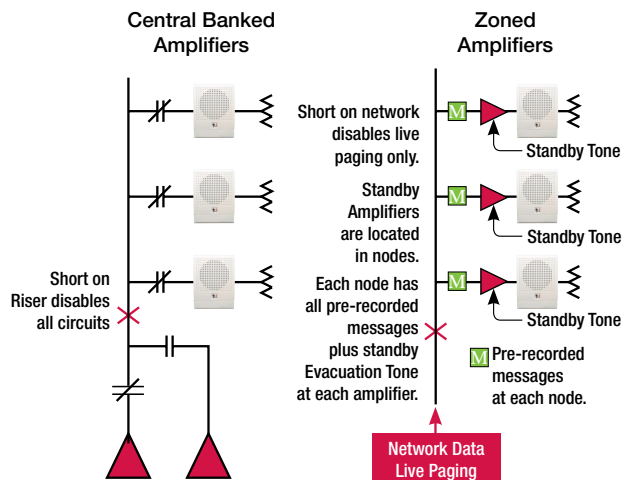 Central Banked
Amplifiers
Short on
Riser disables
all circuits
Zoned
Amplifiers
Short on network
disables live
paging only.
Standby
Amplifiers
are located
in nodes.
Each node has
all pre-recorded
messages
plus standby
Evacuation Tone
at each amplifier.
M
Standby Tone
M
Standby Tone
M
Standby Tone
M Pre-recorded
messages
at each node.
Network Data
Live Paging